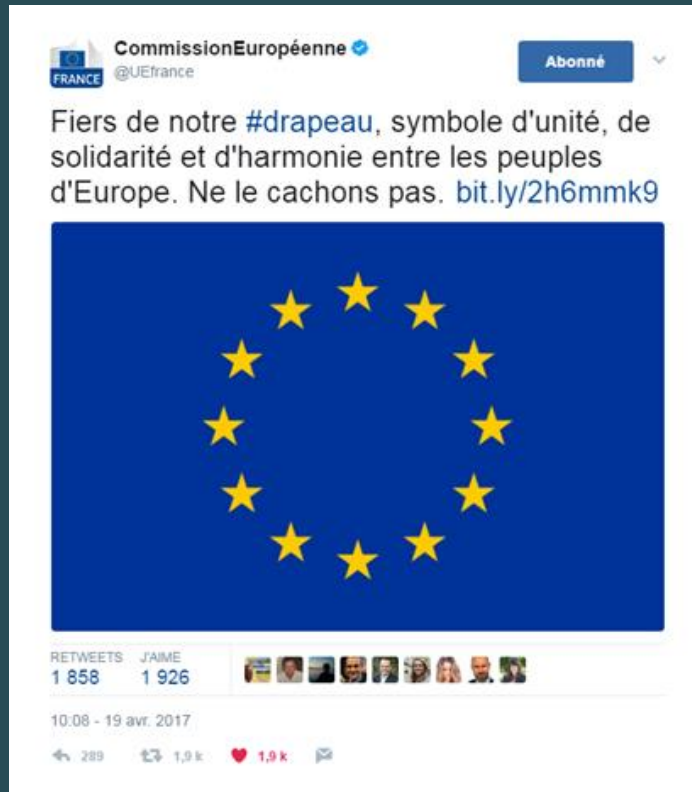 CommissionEuropéenne
FRANCE
@UEfrance
Abonné
Fiers de notre #drapeau, symbole d'unité, de
solidarité et d'harmonie entre les peuples
d'Europe. Ne le cachons pas. bit.ly/2h6mmk9
RETWEETS J'AIME
1 858 1 926
10:08 - 19 avr. 2017
289 1,9 k 1,9 k